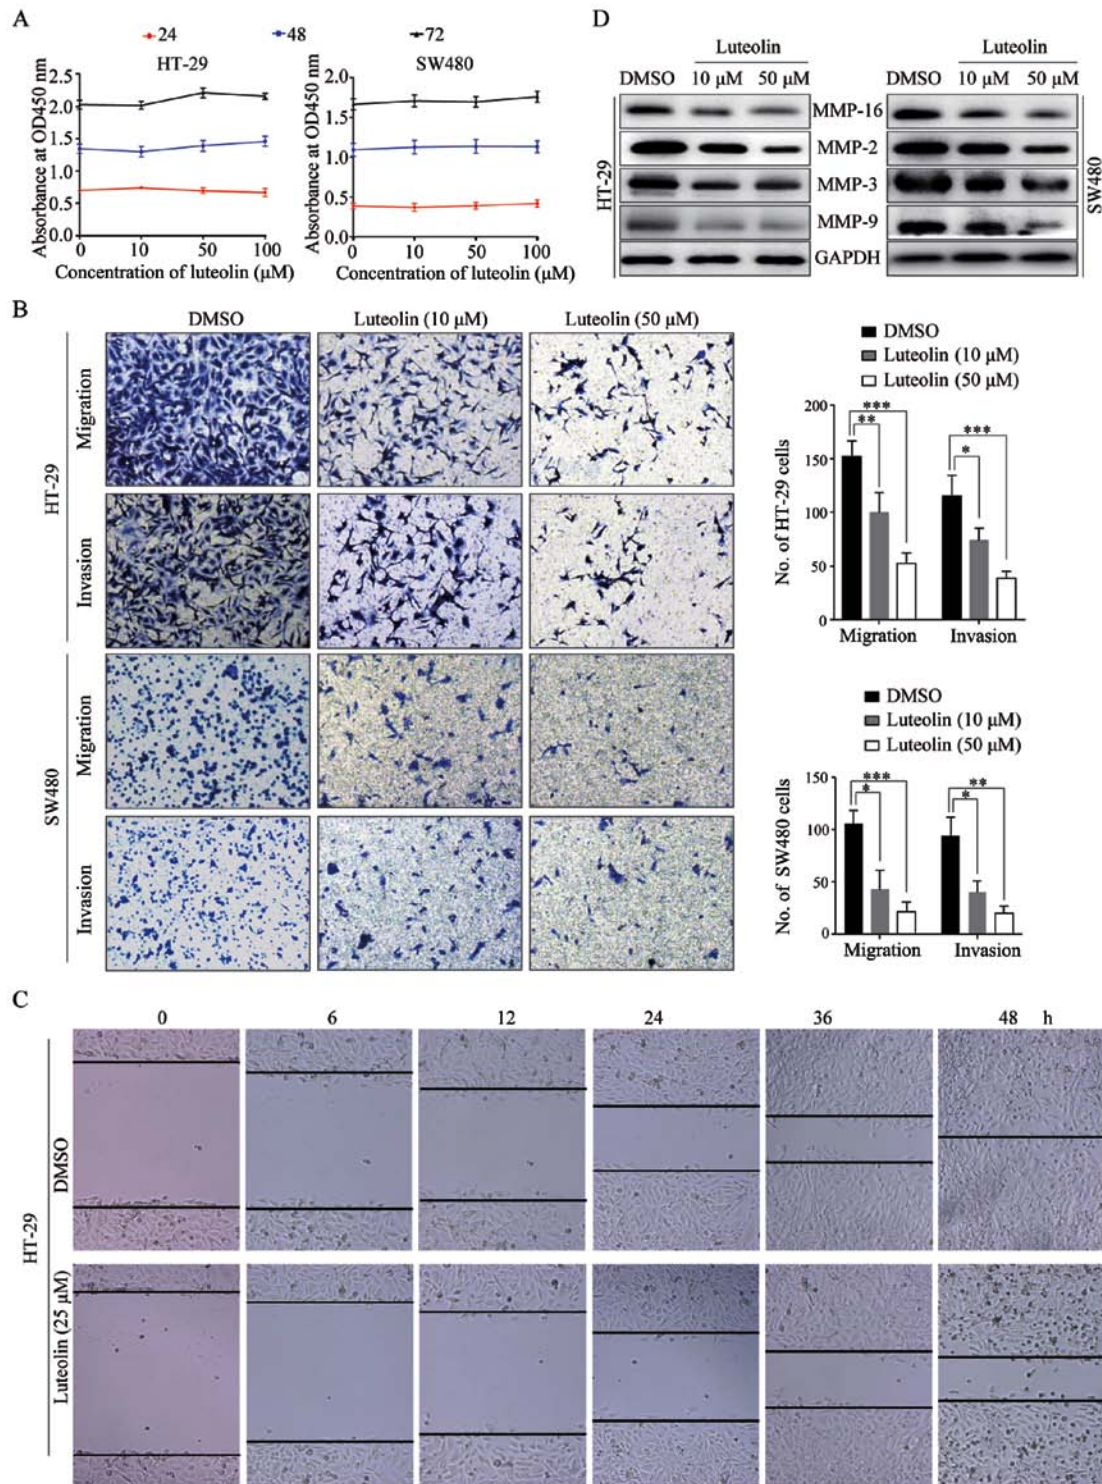 A
24 48 72
HT-29
Absorbance at OD450 nm
2.5
2.0
1.5
1.0
0.5
0.0
0 10 50 100
Concentration of luteolin (μM)
SW480
Absorbance at OD450 nm
2.0
1.5
1.0
0.5
0.0
0 10 50 100
Concentration of luteolin (μM)
D
Luteolin
DMSO 10 μM 50 μM
Luteolin
DMSO 10 μM 50 μM
HT-29
MMP-16
MMP-2
MMP-3
MMP-9
GAPDH
SW480
B
DMSO Luteolin (10 μM) Luteolin (50 μM)
HT-29
Migration
Invasion
SW480
Migration
Invasion
DMSO
Luteolin (10 μM)
Luteolin (50 μM)
No. of HT-29 cells
200
150
100
50
0
*** ** *** *
Migration Invasion
DMSO
Luteolin (10 μM)
Luteolin (50 μM)
No. of SW480 cells
150
100
50
0
*** * ** *
Migration Invasion
C
0 6 12 24 36 48 h
HT-29
DMSO
Luteolin (25 μM)